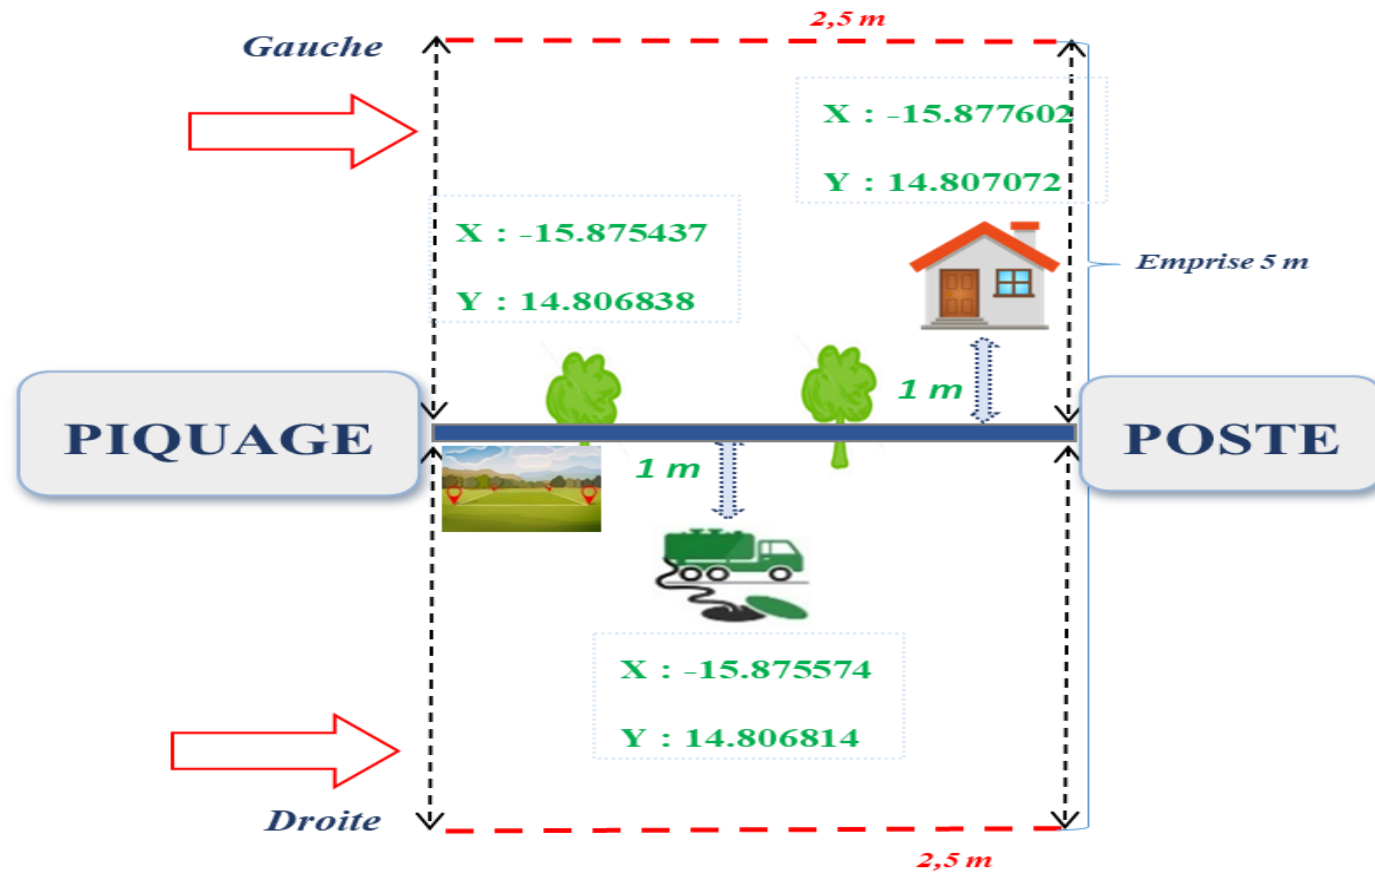 2,5 m
Gauche
X : -15.877602
Y : 14.807072
X : -15.875437
Y : 14.806838
Emprise 5 m
1 m
PIQUAGE
POSTE
1 m
X : -15.875574
Y : 14.806814
Droite
2,5 m